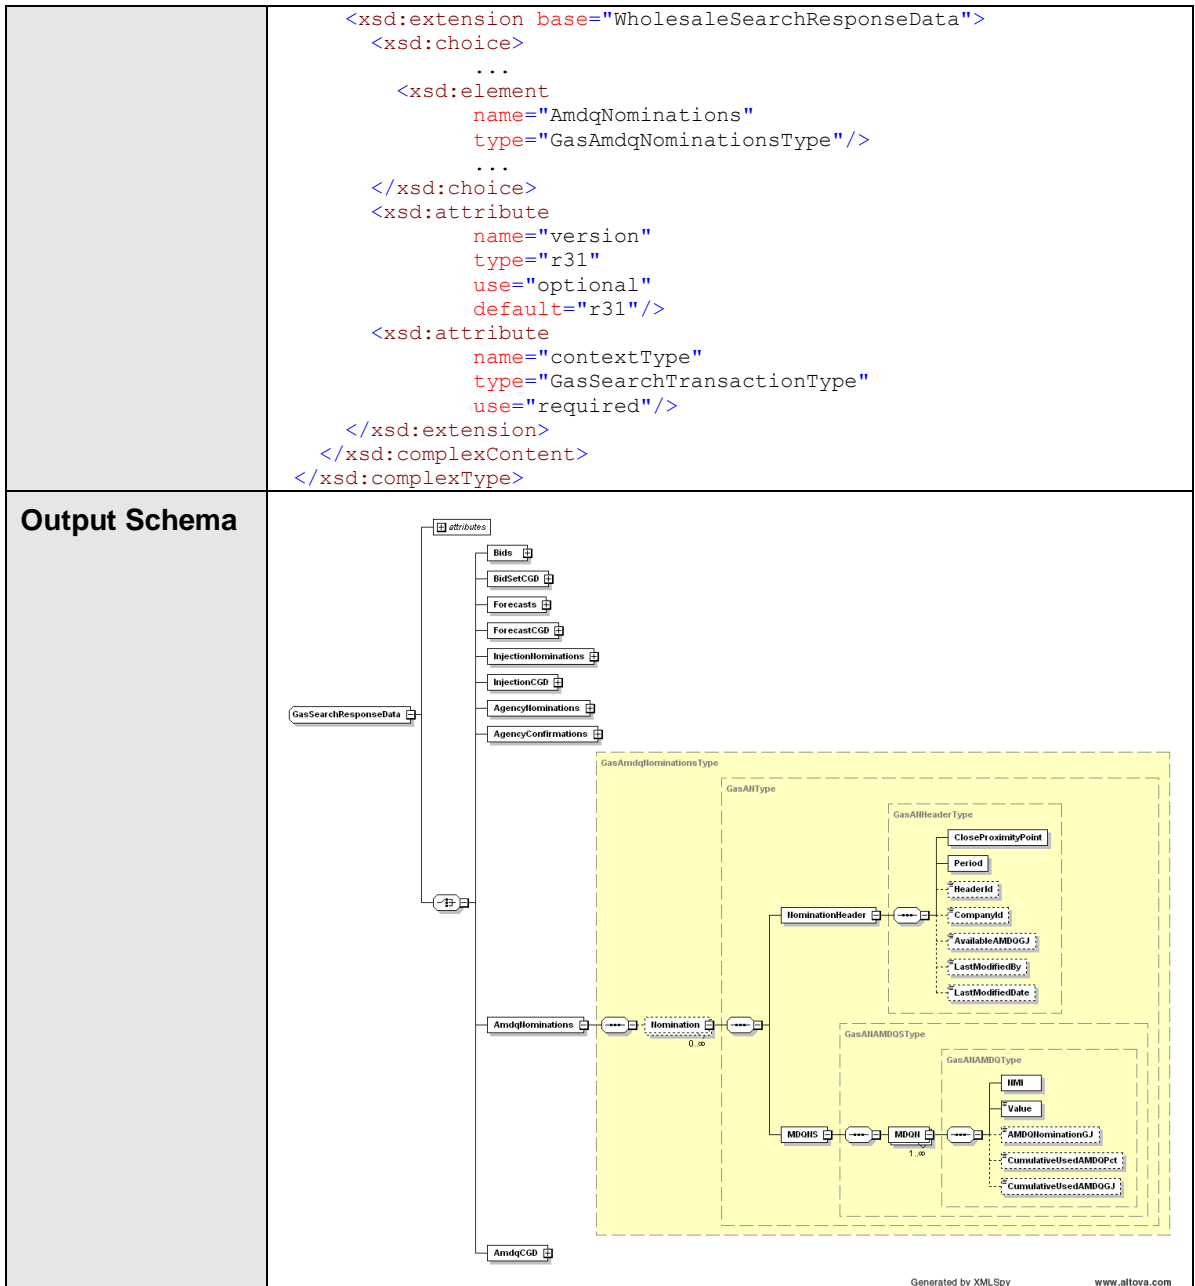 <xsd:extension base="WholesaleSearchResponseData">
<xsd:choice>
...
<xsd:element
name="AmdqNominations"
type="GasAmdqNominationsType"/>
...
</xsd:choice>
<xsd:attribute
name="version"
type="r31"
use="optional"
default="r31"/>
<xsd:attribute
name="contextType"
type="GasSearchTransactionType"
use="required"/>
</xsd:extension>
</xsd:complexContent>
</xsd:complexType>
Output Schema
attributes
Bids
BidSetCGD
Forecasts
ForecastCGD
InjectionNominations
InjectionCGD
GasSearchResponseData
AgencyNominations
AgencyConfirmations
GasAmdqNominationsType
GasANType
GasANHeaderType
CloseProximityPoint
Period
HeaderId
NominationHeader
CompanyId
AvailableAMDQGJ
LastModifiedBy
LastModifiedDate
AmdqNominations
Nomination
0..∞
GasANAMDQSType
GasANAMDQType
NMI
Value
MDQNS
MDQN
1..∞
AMDQNominationGJ
CumulativeUsedAMDQPct
CumulativeUsedAMDQGJ
AmdqCGD
Generated by XMLSpy
www.altova.com